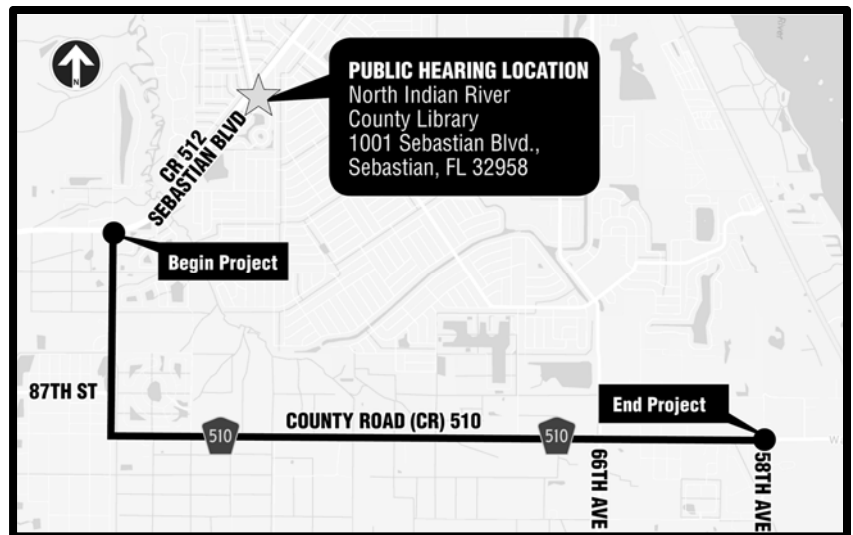 N
River
PUBLIC HEARING LOCATION
North Indian River
County Library
1001 Sebastian Blvd.,
Sebastian, FL 32958
CR 512
SEBASTIAN BLVD
Begin Project
87TH ST
End Project
COUNTY ROAD (CR) 510
510
510
66TH AVE
58TH AVE